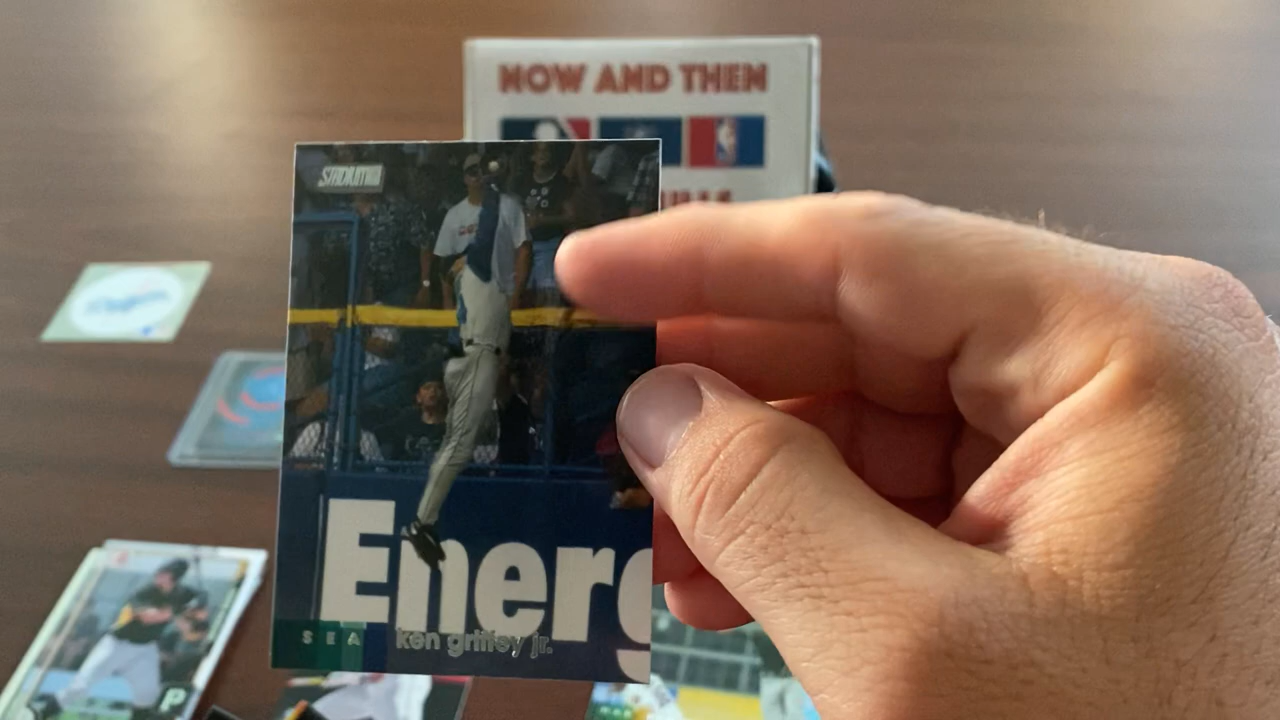 NOW AND THEN
STADIUM
Energ
SEA ken griffey jr.
P